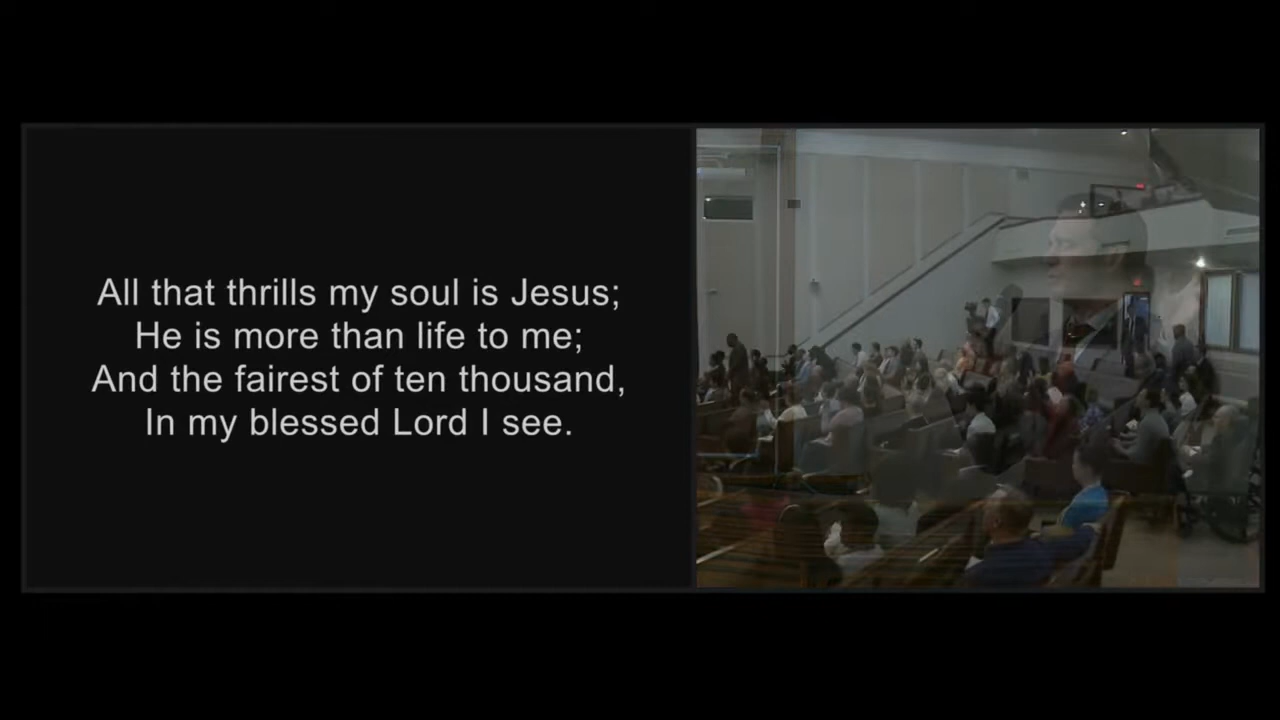 All that thrills my soul is Jesus;
He is more than life to me;
And the fairest of ten thousand,
In my blessed Lord I see.